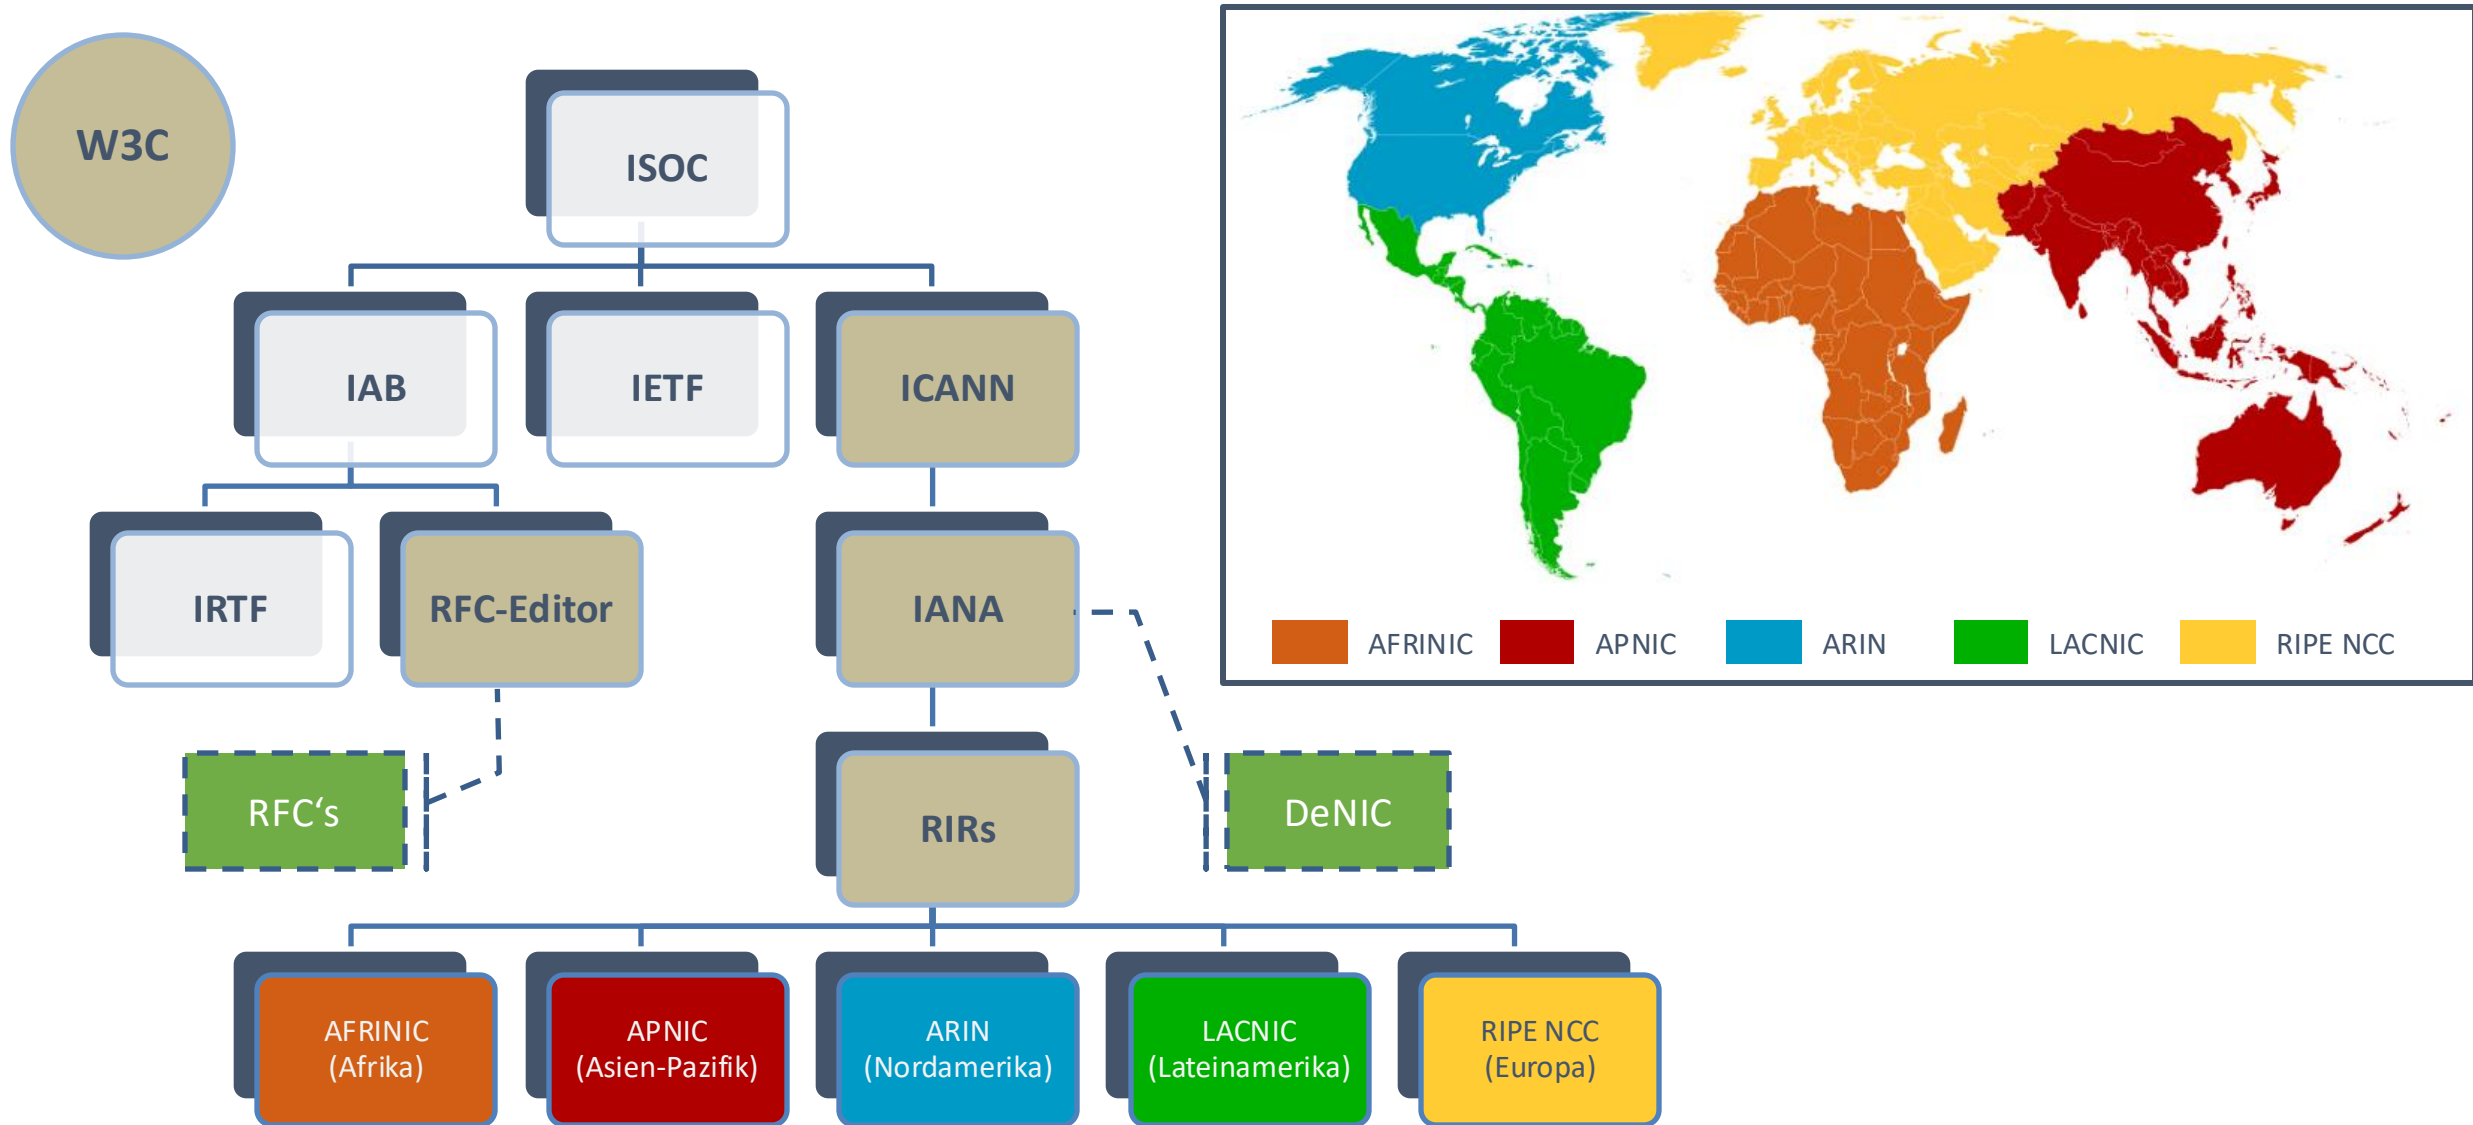 W3C
ISOC
IAB
IETF
ICANN
IRTF
RFC-Editor
IANA
RFC‘s
RIRs
DeNIC
AFRINIC
(Afrika)
APNIC
(Asien-Pazifik)
ARIN
(Nordamerika)
LACNIC
(Lateinamerika)
RIPE NCC
(Europa)
AFRINIC
APNIC
ARIN
LACNIC
RIPE NCC